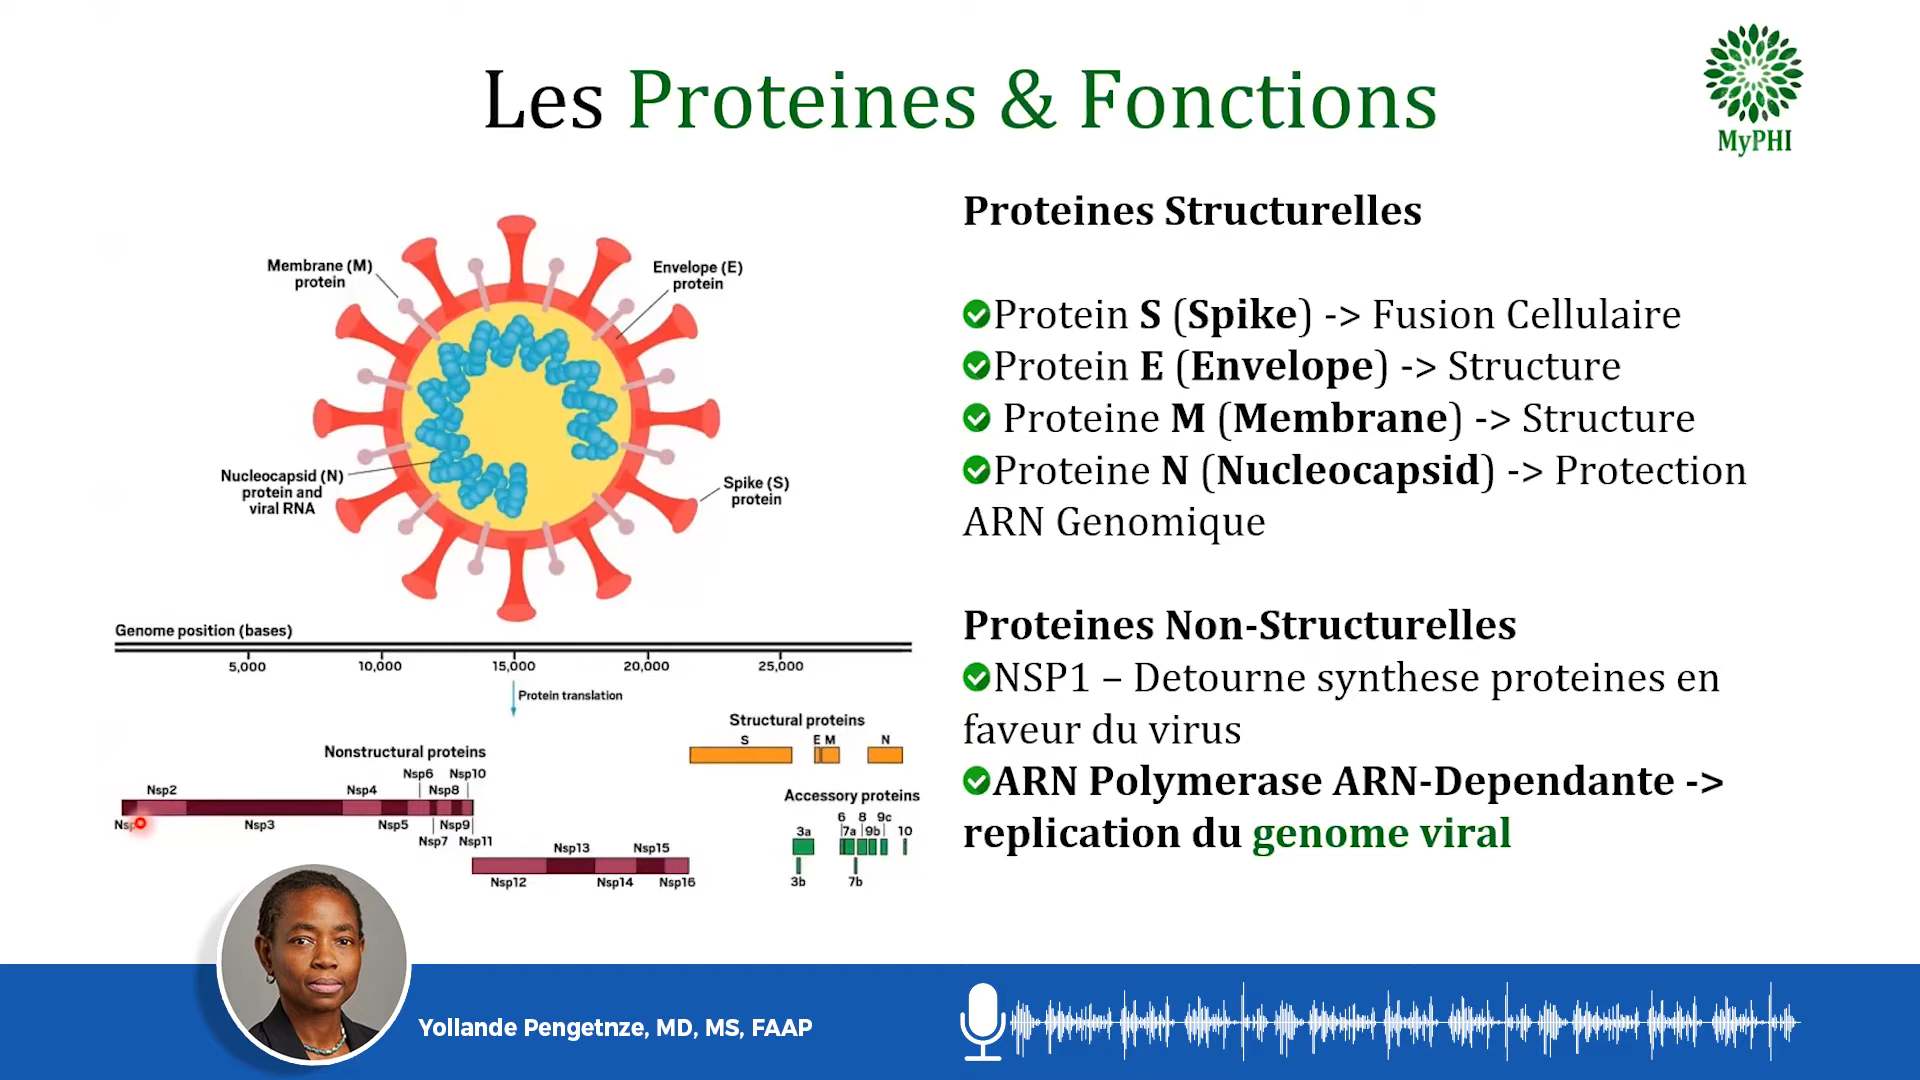 Les Proteines & Fonctions
MyPHI
Membrane (M)
protein
Envelope (E)
protein
Nucleocapsid (N)
protein and
viral RNA
Spike (S)
protein
Genome position (bases)
5,000 10,000 15,000 20,000 25,000
Protein translation
Structural proteins
S E M N
Nonstructural proteins
Nsp6 Nsp10
Nsp2 Nsp4 Nsp8
Nsp3 Nsp5 Nsp9
Nsp7 Nsp11
Accessory proteins
6 8 9c
3a 7a 9b 10
3b 7b
Nsp13 Nsp15
Nsp12 Nsp14 Nsp16
Proteines Structurelles
Protein S (Spike) -> Fusion Cellulaire
Protein E (Envelope) -> Structure
Proteine M (Membrane) -> Structure
Proteine N (Nucleocapsid) -> Protection
ARN Genomique
Proteines Non-Structurelles
NSP1 – Detourne synthese proteines en
faveur du virus
ARN Polymerase ARN-Dependante ->
replication du genome viral
Yollande Pengetnze, MD, MS, FAAP